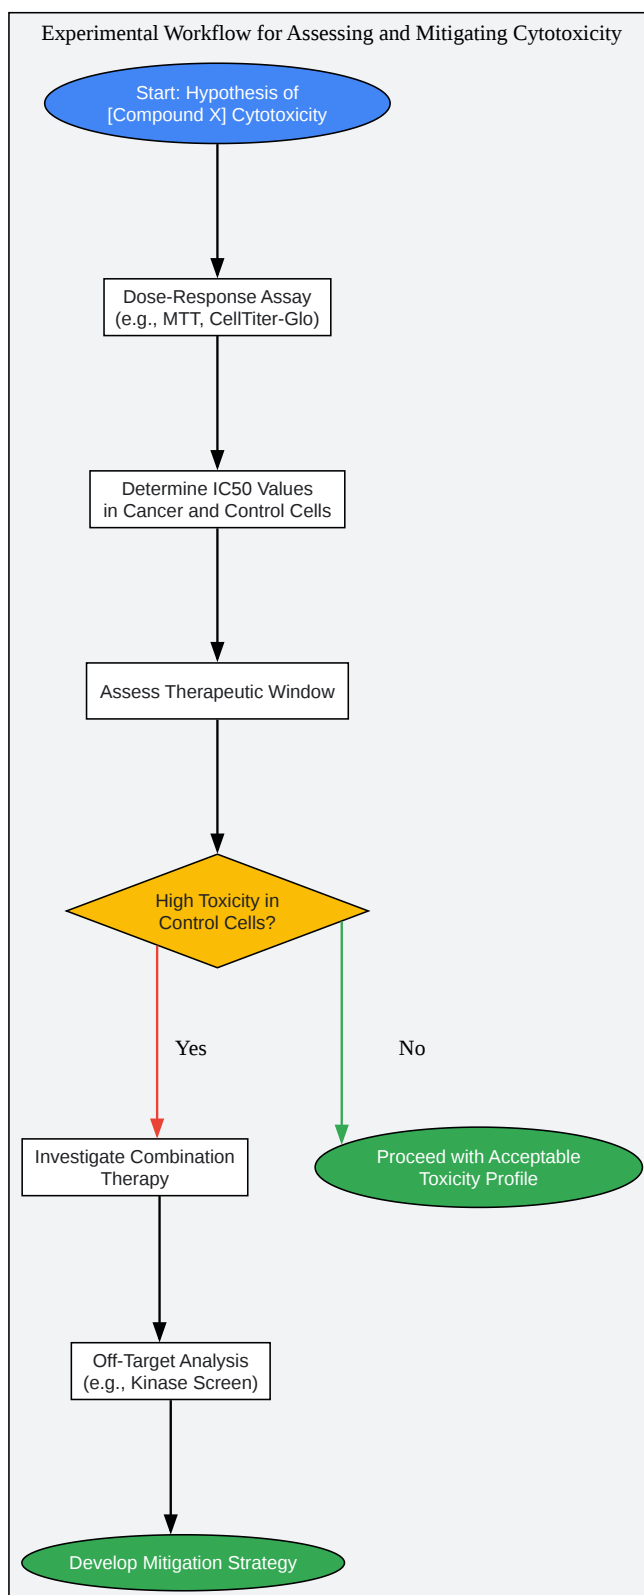 Experimental Workflow for Assessing and Mitigating Cytotoxicity
Start: Hypothesis of
[Compound X] Cytotoxicity
Dose-Response Assay
(e.g., MTT, CellTiter-Glo)
Determine IC50 Values
in Cancer and Control Cells
Assess Therapeutic Window
High Toxicity in
Control Cells?
Yes
No
Investigate Combination
Therapy
Proceed with Acceptable
Toxicity Profile
Off-Target Analysis
(e.g., Kinase Screen)
Develop Mitigation Strategy